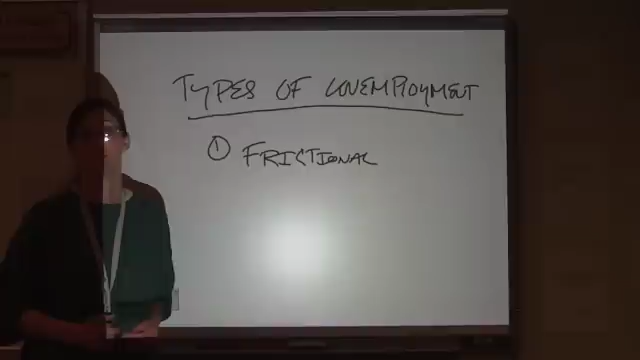 TYPES OF UNEMPLOYMENT
① FRICTIONAL